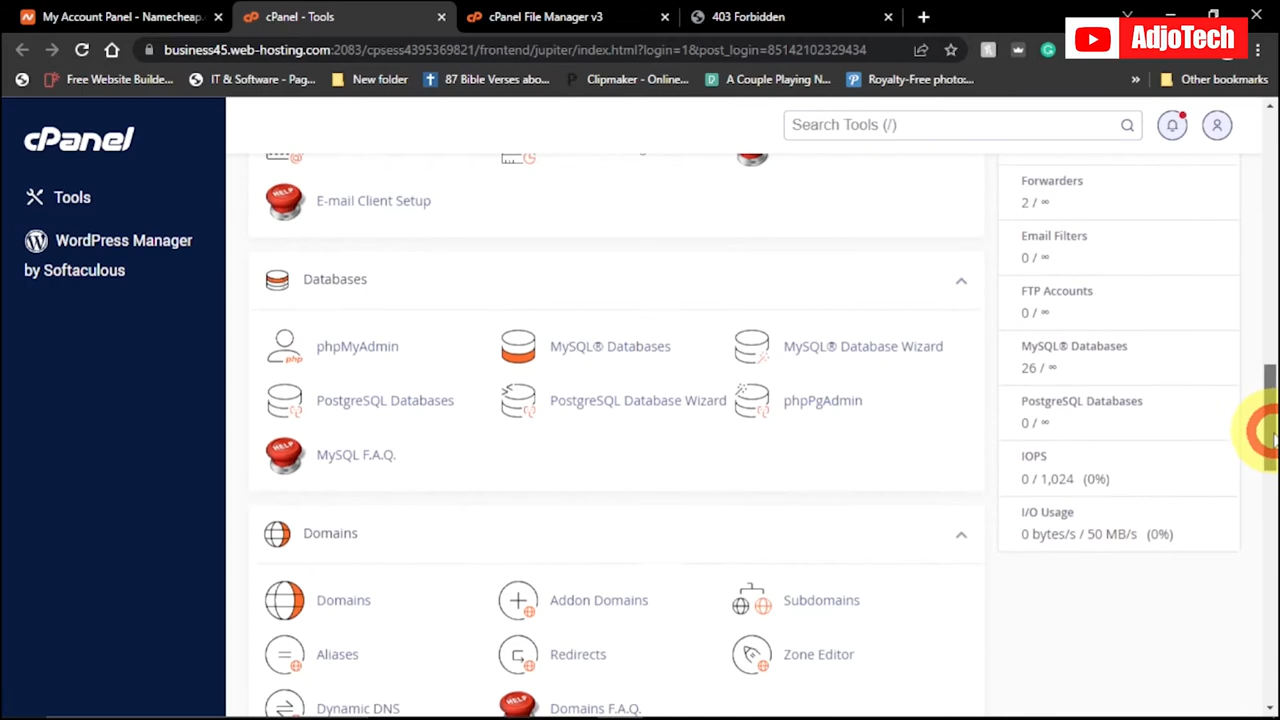 My Account Panel - Namecheap.
cPanel - Tools
cPanel File Manager v3
403 Forbidden
AdjoTech
business45.web-hosting.com:2083/cpsess4395399821/frontend/jupiter/index.html?login=1&post_login=85142102329434
Free Website Builde...
IT & Software - Pag...
New folder
87 Bible Verses abo...
Clipmaker - Onlin...
A Couple Playing N...
Royalty-Free photo...
»
Other bookmarks
cPanel
Search Tools (/)
Tools
WordPress Manager
by Softaculous
E-mail Client Setup
Databases
phpMyAdmin
MySQL® Databases
MySQL® Database Wizard
PostgreSQL Databases
PostgreSQL Database Wizard
phpPgAdmin
MySQL F.A.Q.
Domains
Domains
Addon Domains
Subdomains
Aliases
Redirects
Zone Editor
Dynamic DNS
Domains F.A.Q.
Forwarders
2 / ∞
Email Filters
0 / ∞
FTP Accounts
0 / ∞
MySQL® Databases
26 / ∞
PostgreSQL Databases
0 / ∞
IOPS
0 / 1,024 (0%)
I/O Usage
0 bytes/s / 50 MB/s (0%)